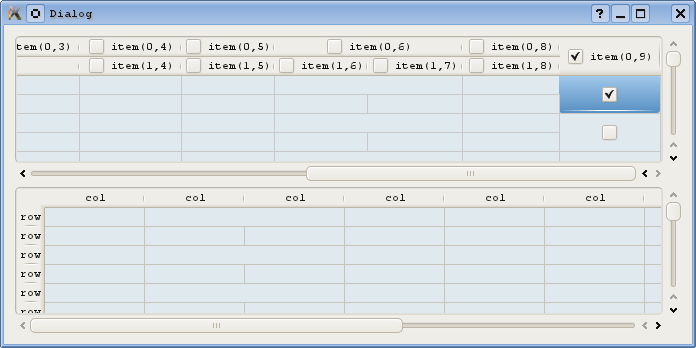 Dialog
tem(0,3) item(0,4) item(0,5) item(0,6) item(0,8) item(0,9)
item(1,4) item(1,5) item(1,6) item(1,7) item(1,8)
col col col col col col
row
row
row
row
row
row